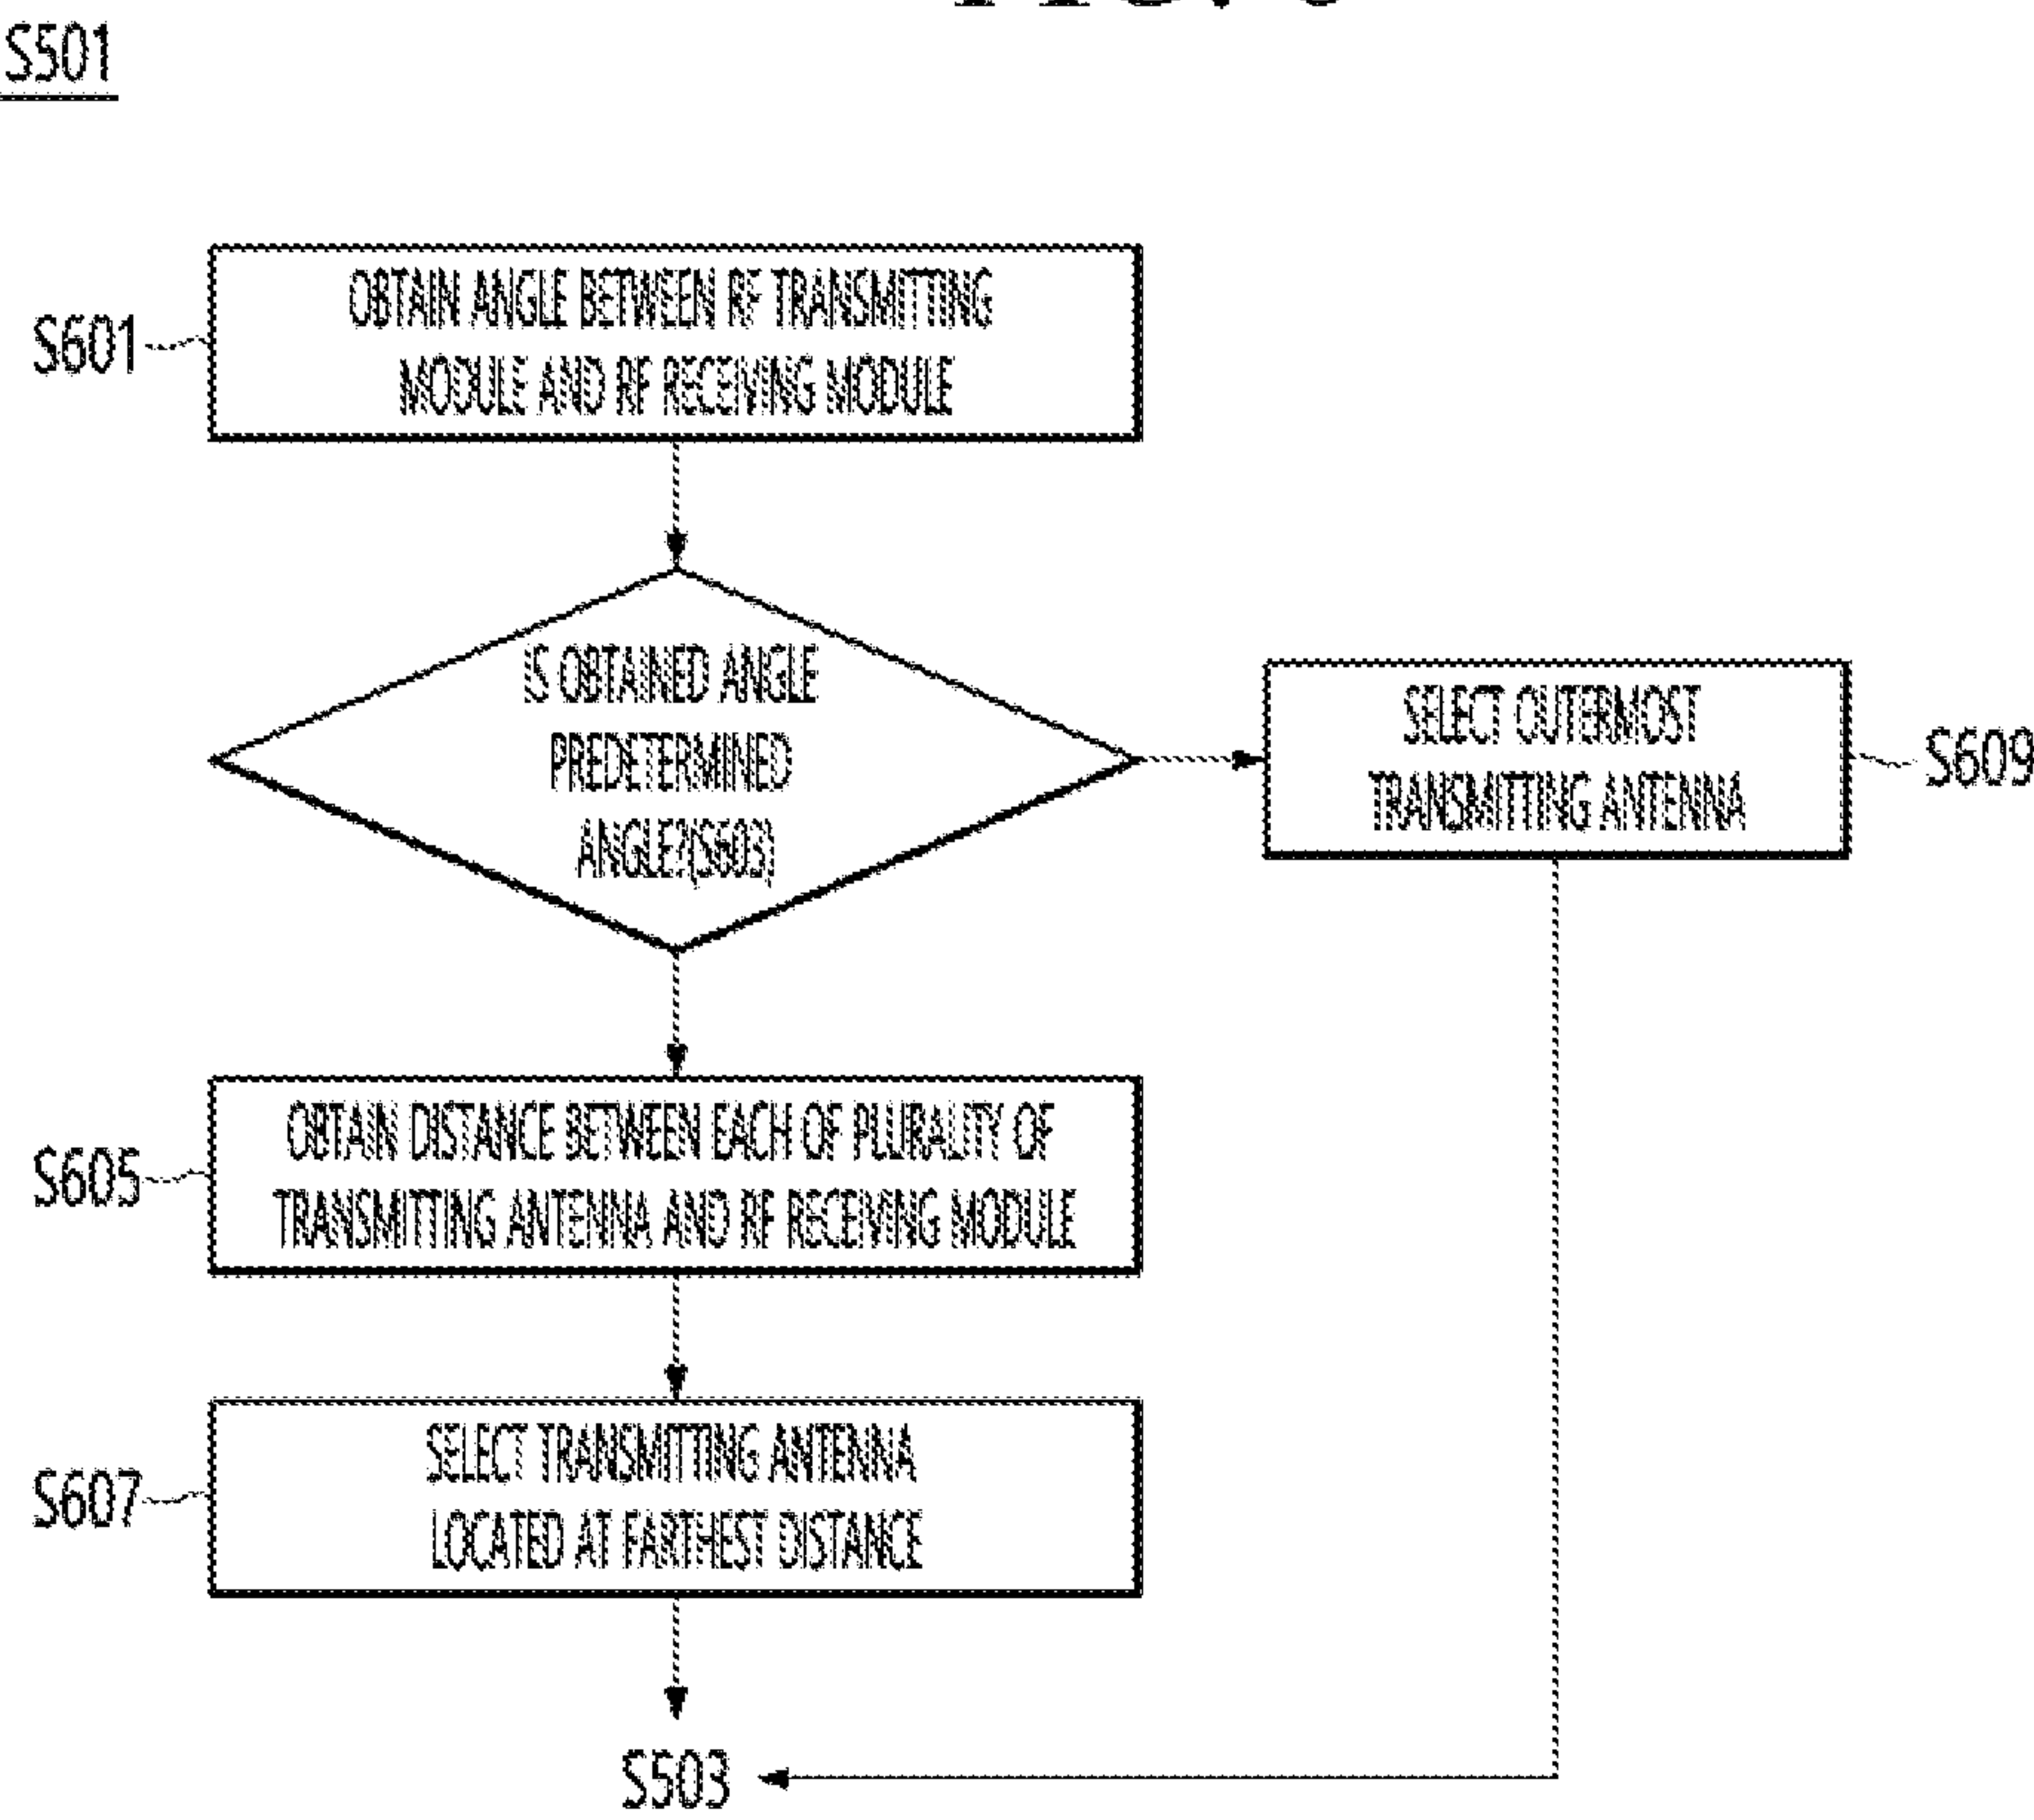 S501
S601
OBTAIN ANGLE BETWEEN RF TRANSMITTING
MODULE AND RF RECEIVING MODULE
IS OBTAINED ANGLE
PREDETERMINED
ANGLE?(S603)
SELECT OUTERMOST
TRANSMITTING ANTENNA
S609
S605
OBTAIN DISTANCE BETWEEN EACH OF PLURALITY OF
TRANSMITTING ANTENNA AND RF RECEIVING MODULE
S607
SELECT TRANSMITTING ANTENNA
LOCATED AT FARTHEST DISTANCE
S503